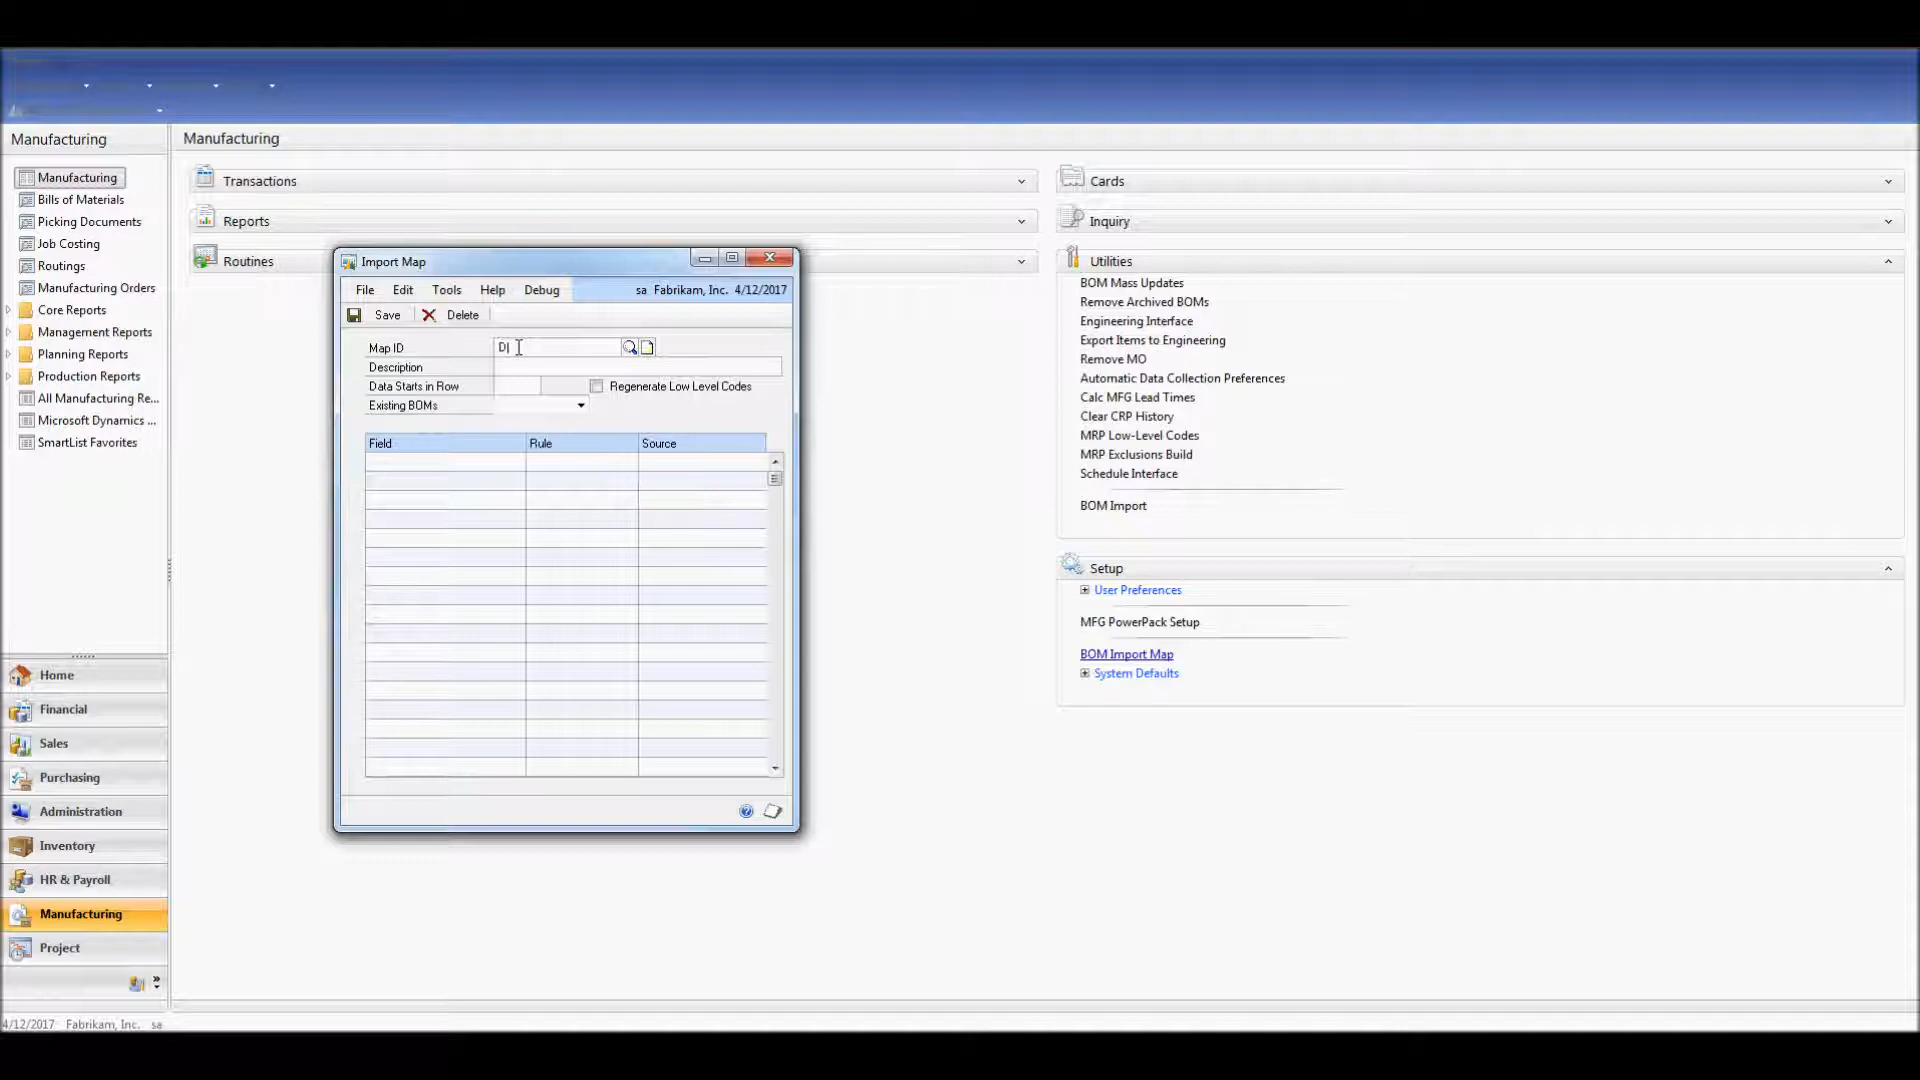 Manufacturing
Manufacturing
Bills of Materials
Picking Documents
Job Costing
Routings
Manufacturing Orders
Core Reports
Management Reports
Planning Reports
Production Reports
All Manufacturing Re...
Microsoft Dynamics ...
SmartList Favorites
Home
Financial
Sales
Purchasing
Administration
Inventory
HR & Payroll
Manufacturing
Project
4/12/2017 Fabrikam, Inc. sa
Manufacturing
Transactions
Reports
Routines
Import Map
File Edit Tools Help Debug sa Fabrikam, Inc. 4/12/2017
Save Delete
Map ID D
Description
Data Starts in Row Regenerate Low Level Codes
Existing BOMs
Field Rule Source
Cards
Inquiry
Utilities
BOM Mass Updates
Remove Archived BOMs
Engineering Interface
Export Items to Engineering
Remove MO
Automatic Data Collection Preferences
Calc MFG Lead Times
Clear CRP History
MRP Low-Level Codes
MRP Exclusions Build
Schedule Interface
BOM Import
Setup
User Preferences
MFG PowerPack Setup
BOM Import Map
System Defaults